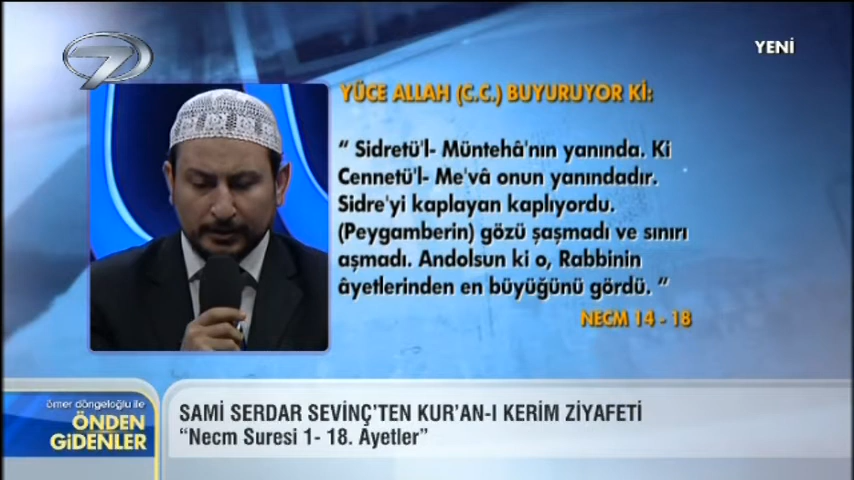 7
YENİ
YÜCE ALLAH (C.C.) BUYURUYOR Kİ:
“ Sidretü'l- Müntehâ'nın yanında. Ki
Cennetü'l- Me'vâ onun yanındadır.
Sidre'yi kaplayan kaplıyordu.
(Peygamberin) gözü şaşmadı ve sınırı
aşmadı. Andolsun ki o, Rabbinin
âyetlerinden en büyüğünü gördü. ”
NECM 14 - 18
ömer döngeloğlu ile
ÖNDEN
GİDENLER
SAMİ SERDAR SEVİNÇ’TEN KUR’AN-I KERİM ZİYAFETİ
“Necm Suresi 1- 18. Ayetler”